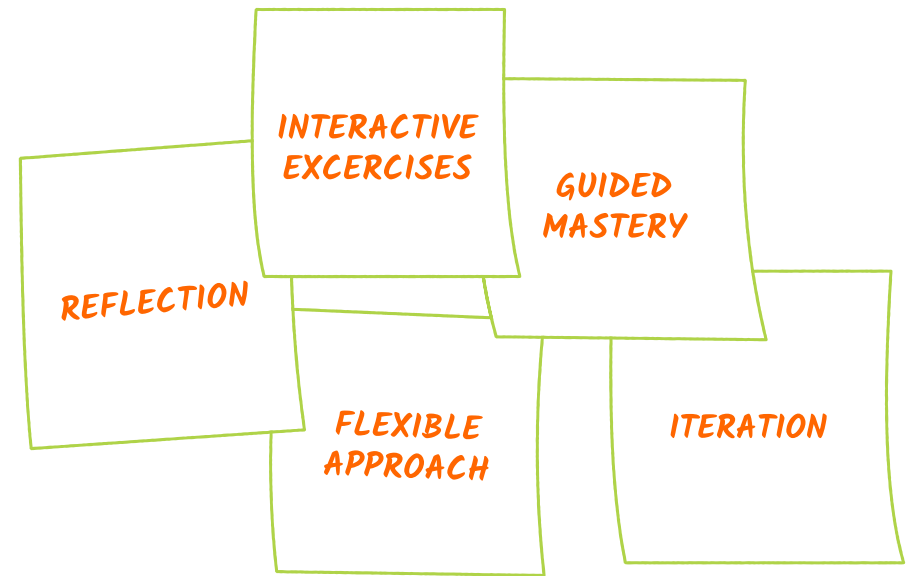 INTERACTIVE
EXCERCISES
GUIDED
MASTERY
REFLECTION
FLEXIBLE
APPROACH
ITERATION